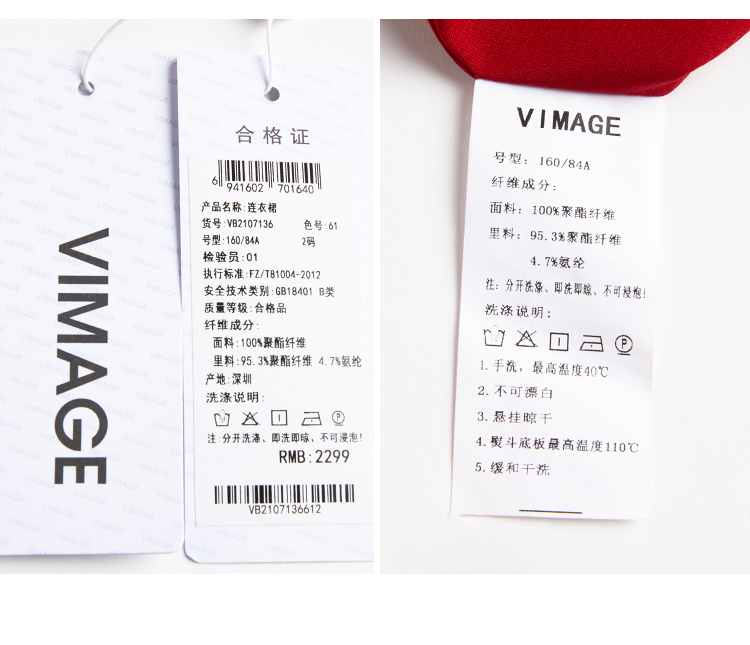 VIMAGE
合格证
6 941602 701640
产品名称:连衣裙
货号:VB2107136 色号:61
号型:160/84A 2码
检验员:01
执行标准:FZ/T81004-2012
安全技术类别:GB18401 B类
质量等级:合格品
纤维成分:
面料:100%聚酯纤维
里料:95.3%聚酯纤维 4.7%氨纶
产地:深圳
洗涤说明:
P
注:分开洗涤、即洗即晾、不可浸泡!
RMB:2299
VB2107136612
VIMAGE
号型: 160/84A
纤维成分:
面料: 100%聚酯纤维
里料: 95.3%聚酯纤维
4.7%氨纶
注: 分开洗涤、即洗即晾、不可浸泡!
洗涤说明:
P
1.手洗, 最高温度40℃
2.不可漂白
3.悬挂晾干
4.熨斗底板最高温度110℃
5.缓和干洗